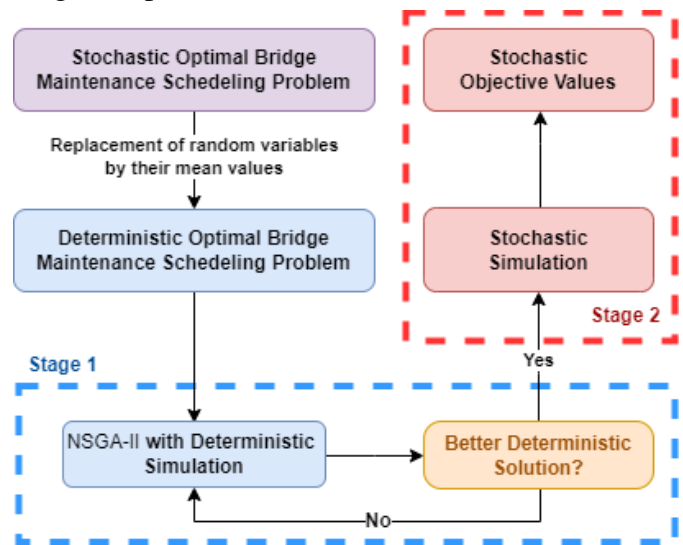 Stochastic Optimal Bridge
Maintenance Schedeling Problem
Replacement of random variables
by their mean values
Deterministic Optimal Bridge
Maintenance Schedeling Problem
Stage 1
NSGA-II with Deterministic
Simulation
Better Deterministic
Solution?
No
Yes
Stage 2
Stochastic
Simulation
Stochastic
Objective Values